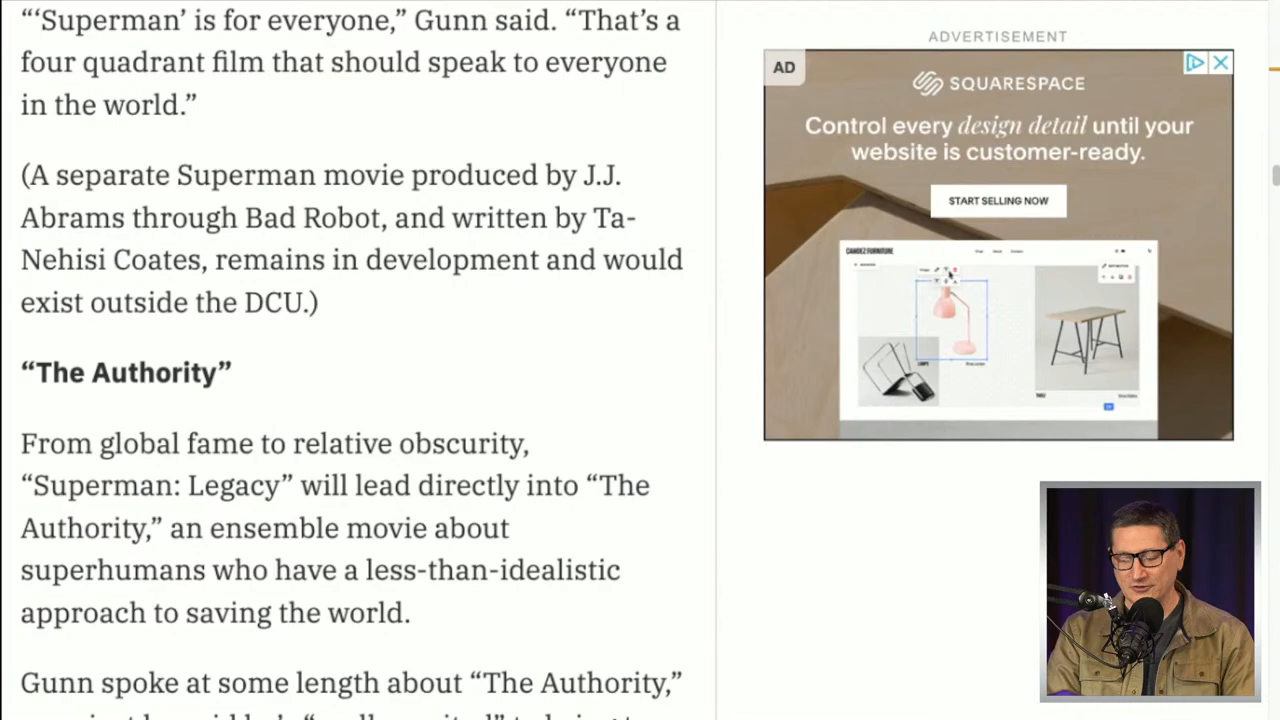 “‘Superman’ is for everyone,” Gunn said. “That’s a
four quadrant film that should speak to everyone
in the world.”
(A separate Superman movie produced by J.J.
Abrams through Bad Robot, and written by Ta-
Nehisi Coates, remains in development and would
exist outside the DCU.)
“The Authority”
From global fame to relative obscurity,
“Superman: Legacy” will lead directly into “The
Authority,” an ensemble movie about
superhumans who have a less-than-idealistic
approach to saving the world.
Gunn spoke at some length about “The Authority,”
ADVERTISEMENT
AD
SQUARESPACE
Control every design detail until your
website is customer-ready.
START SELLING NOW